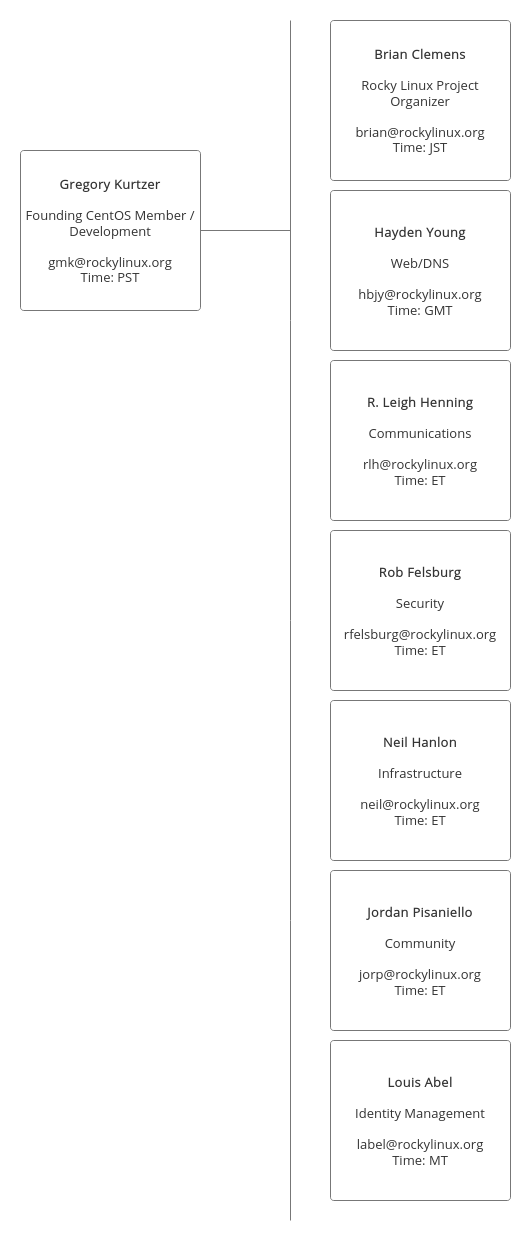 Gregory Kurtzer
Founding CentOS Member /
Development
gmk@rockylinux.org
Time: PST
Brian Clemens
Rocky Linux Project
Organizer
brian@rockylinux.org
Time: JST
Hayden Young
Web/DNS
hbjy@rockylinux.org
Time: GMT
R. Leigh Henning
Communications
rlh@rockylinux.org
Time: ET
Rob Felsburg
Security
rfelsburg@rockylinux.org
Time: ET
Neil Hanlon
Infrastructure
neil@rockylinux.org
Time: ET
Jordan Pisaniello
Community
jorp@rockylinux.org
Time: ET
Louis Abel
Identity Management
label@rockylinux.org
Time: MT